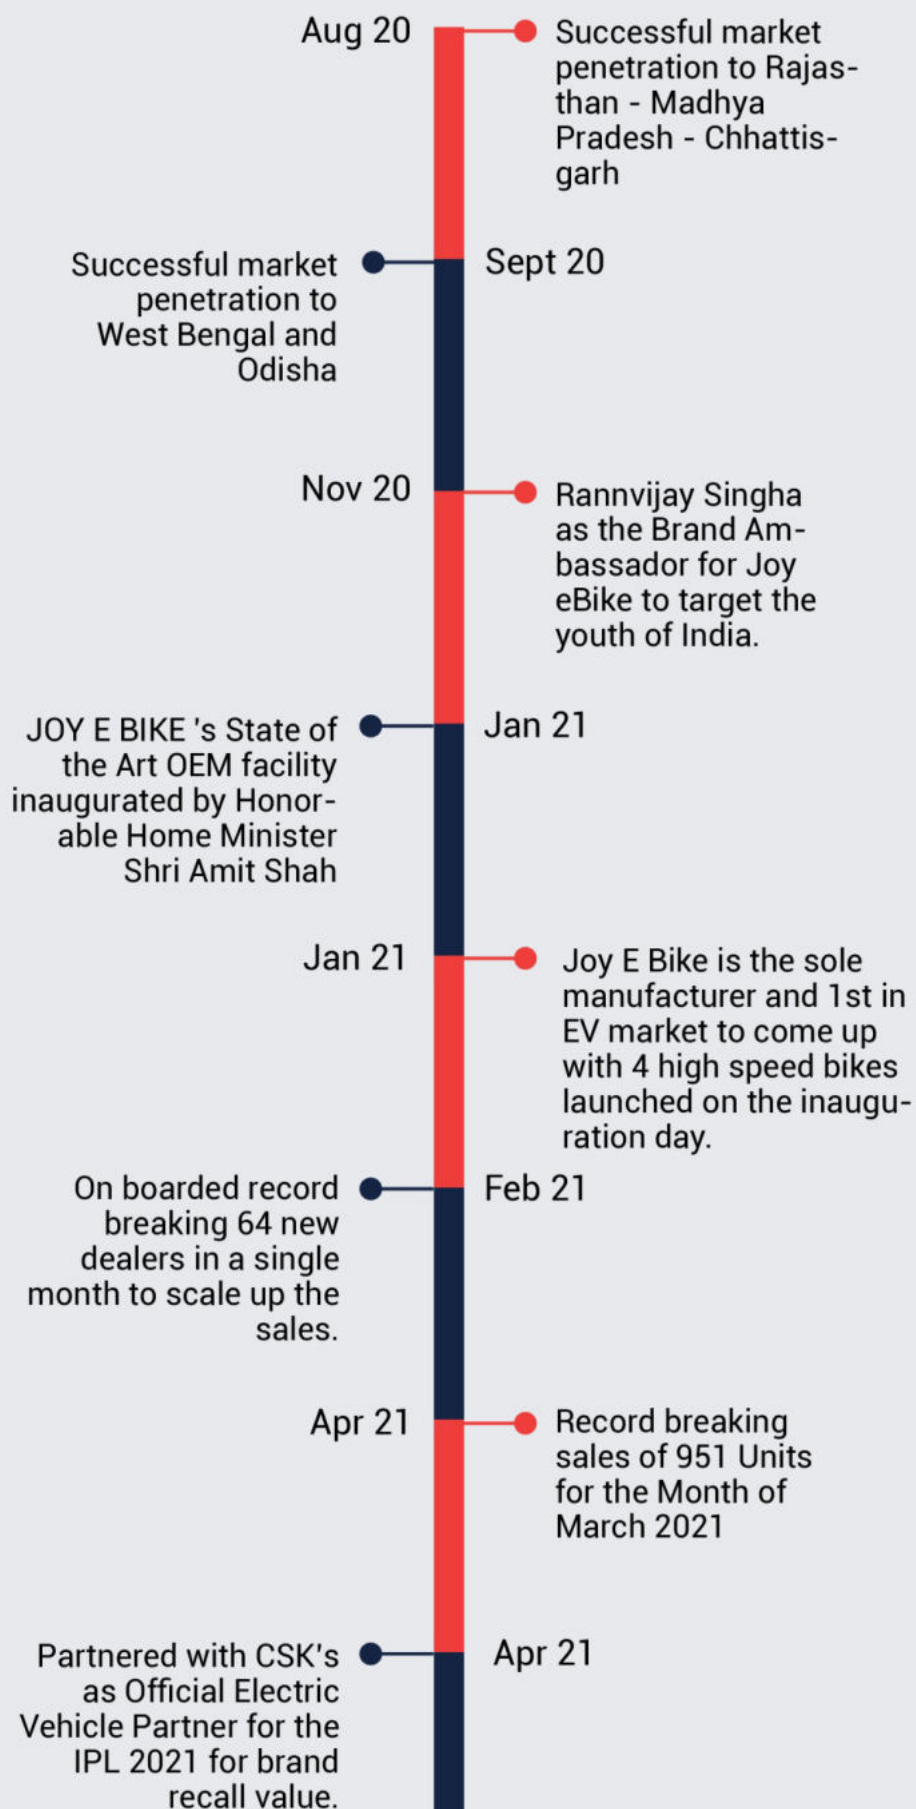 Aug 20
Successful market
penetration to Rajas-
than - Madhya
Pradesh - Chhattis-
garh
Sept 20
Successful market
penetration to
West Bengal and
Odisha
Nov 20
Rannvijay Singha
as the Brand Am-
bassador for Joy
eBike to target the
youth of India.
Jan 21
JOY E BIKE 's State of
the Art OEM facility
inaugurated by Honor-
able Home Minister
Shri Amit Shah
Jan 21
Joy E Bike is the sole
manufacturer and 1st in
EV market to come up
with 4 high speed bikes
launched on the inaugu-
ration day.
Feb 21
On boarded record
breaking 64 new
dealers in a single
month to scale up the
sales.
Apr 21
Record breaking
sales of 951 Units
for the Month of
March 2021
Apr 21
Partnered with CSK's
as Official Electric
Vehicle Partner for the
IPL 2021 for brand
recall value.